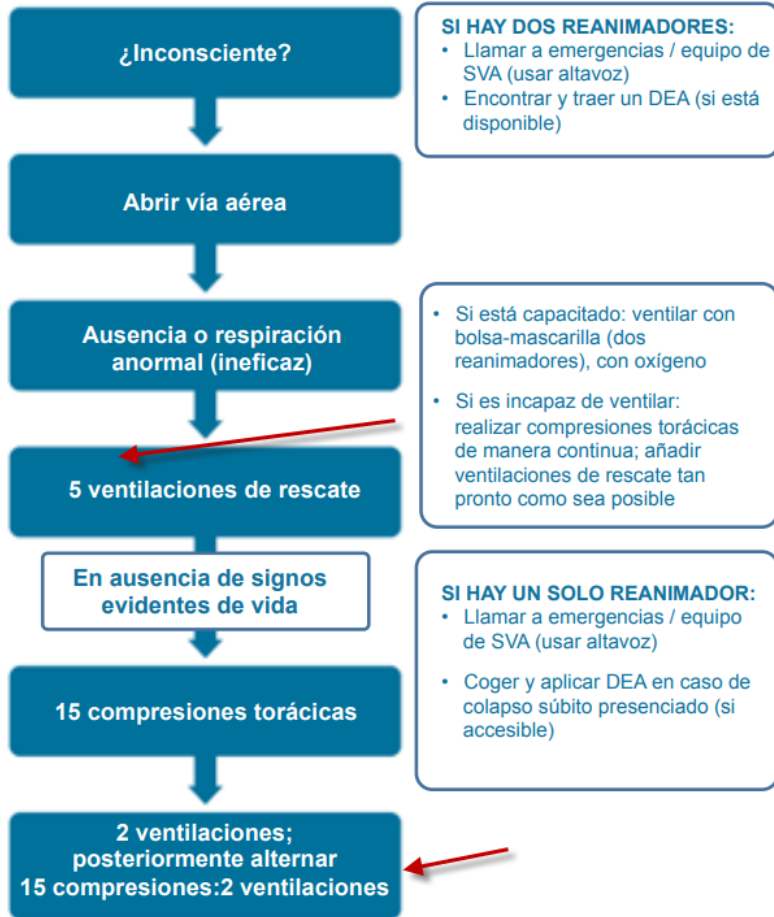 ¿Inconsciente?
SI HAY DOS REANIMADORES:
• Llamar a emergencias / equipo de
SVA (usar altavoz)
• Encontrar y traer un DEA (si está
disponible)
Abrir vía aérea
Ausencia o respiración
anormal (ineficaz)
• Si está capacitado: ventilar con
bolsa-mascarilla (dos
reanimadores), con oxígeno
• Si es incapaz de ventilar:
realizar compresiones torácicas
de manera continua; añadir
ventilaciones de rescate tan
pronto como sea posible
5 ventilaciones de rescate
En ausencia de signos
evidentes de vida
SI HAY UN SOLO REANIMADOR:
• Llamar a emergencias / equipo
de SVA (usar altavoz)
• Coger y aplicar DEA en caso de
colapso súbito presenciado (si
accesible)
15 compresiones torácicas
2 ventilaciones;
posteriormente alternar
15 compresiones:2 ventilaciones